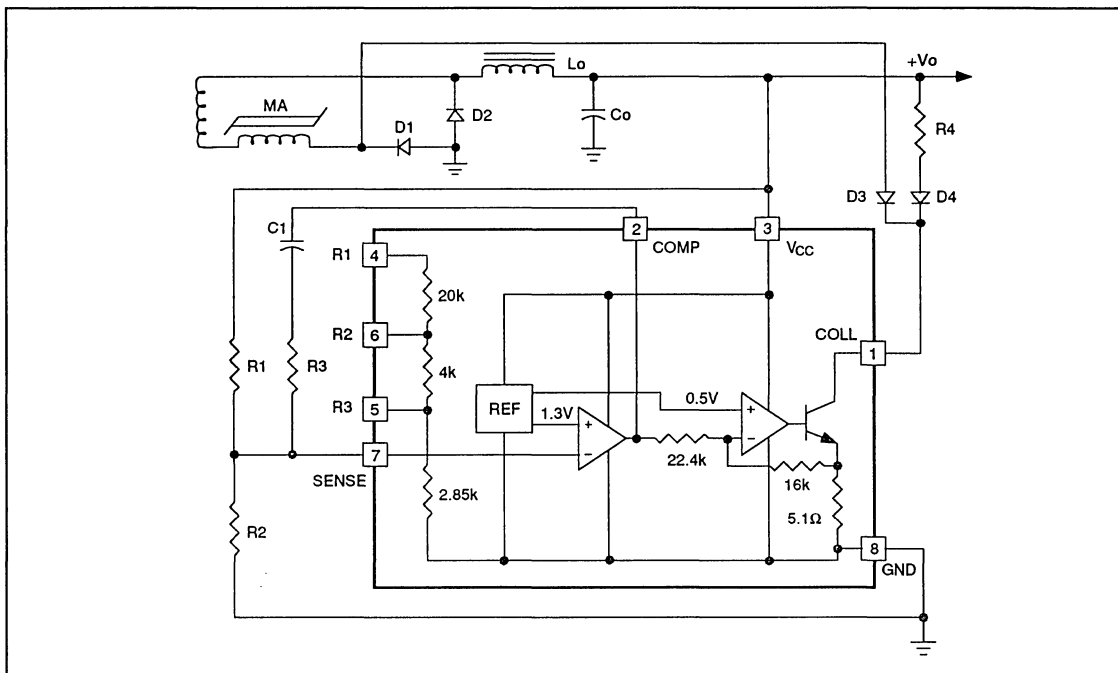 Lo
+Vo
MA
D1
D2
Co
R4
D3
D4
C1
2
3
COMP
VCC
R1
4
20k
R2
6
COLL
1
R1
R3
4k
R3
5
REF
1.3V
0.5V
+
+
−
−
7
SENSE
22.4k
16k
2.85k
5.1Ω
R2
8
GND